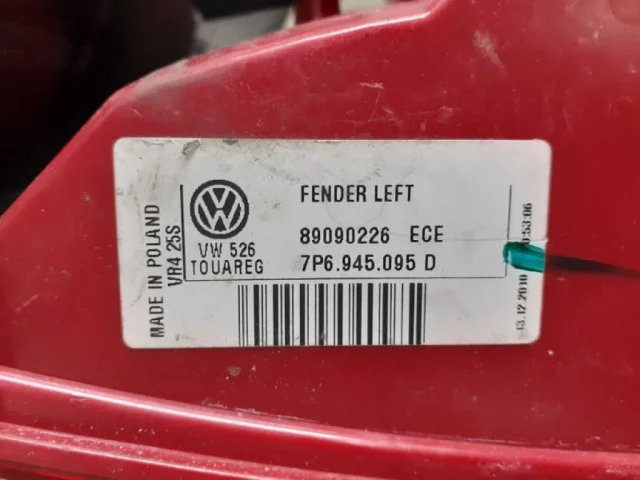 MADE IN POLAND
VR4 25S
VW 526
TOUAREG
FENDER LEFT
89090226 ECE
7P6.945.095 D
13.12.2010